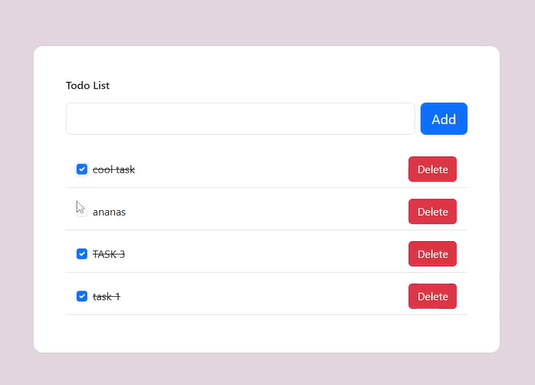 Todo List
Add
cool task Delete
ananas Delete
TASK 3 Delete
task 1 Delete